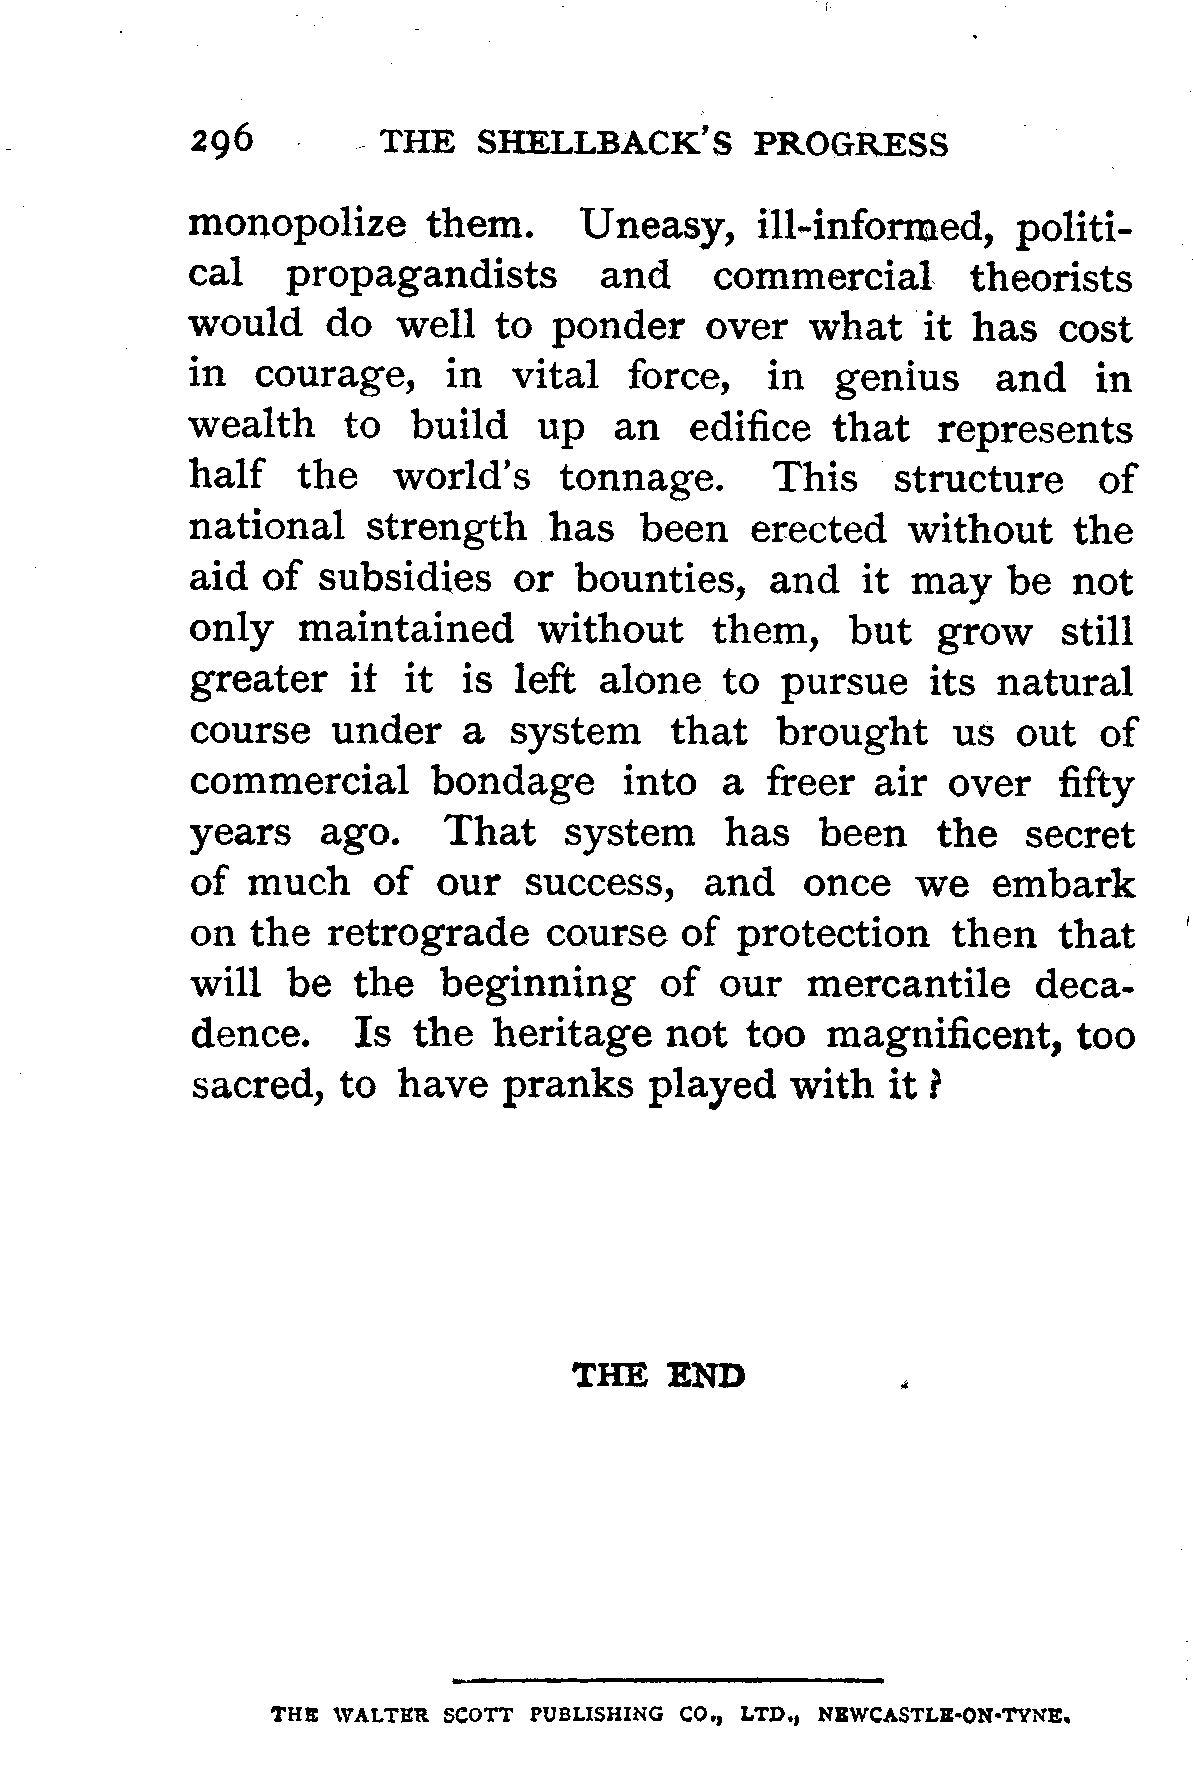 296 THE SHELLBACK'S PROGRESS
monopolize them. Uneasy, ill-informed, politi-
cal propagandists and commercial theorists
would do well to ponder over what it has cost
in courage, in vital force, in genius and in
wealth to build up an edifice that represents
half the world's tonnage. This structure of
national strength has been erected without the
aid of subsidies or bounties, and it may be not
only maintained without them, but grow still
greater if it is left alone to pursue its natural
course under a system that brought us out of
commercial bondage into a freer air over fifty
years ago. That system has been the secret
of much of our success, and once we embark
on the retrograde course of protection then that
will be the beginning of our mercantile deca-
dence. Is the heritage not too magnificent, too
sacred, to have pranks played with it ?
THE END
THE WALTER SCOTT PUBLISHING CO., LTD., NEWCASTLE-ON-TYNE.